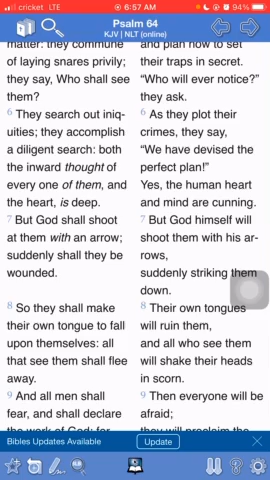 cricket LTE 6:57 AM 94%
Psalm 64
KJV | NLT (online)
matter: they commune
of laying snares privily;
they say, Who shall see
them?
6 They search out iniq-
uities; they accomplish
a diligent search: both
the inward thought of
every one of them, and
the heart, is deep.
7 But God shall shoot
at them with an arrow;
suddenly shall they be
wounded.
8 So they shall make
their own tongue to fall
upon themselves: all
that see them shall flee
away.
9 And all men shall
fear, and shall declare
the work of God; for
and plan how to set
their traps in secret.
“Who will ever notice?”
they ask.
6 As they plot their
crimes, they say,
“We have devised the
perfect plan!”
Yes, the human heart
and mind are cunning.
7 But God himself will
shoot them with his ar-
rows,
suddenly striking them
down.
8 Their own tongues
will ruin them,
and all who see them
will shake their heads
in scorn.
9 Then everyone will be
afraid;
they will proclaim the
Bibles Updates Available
Update